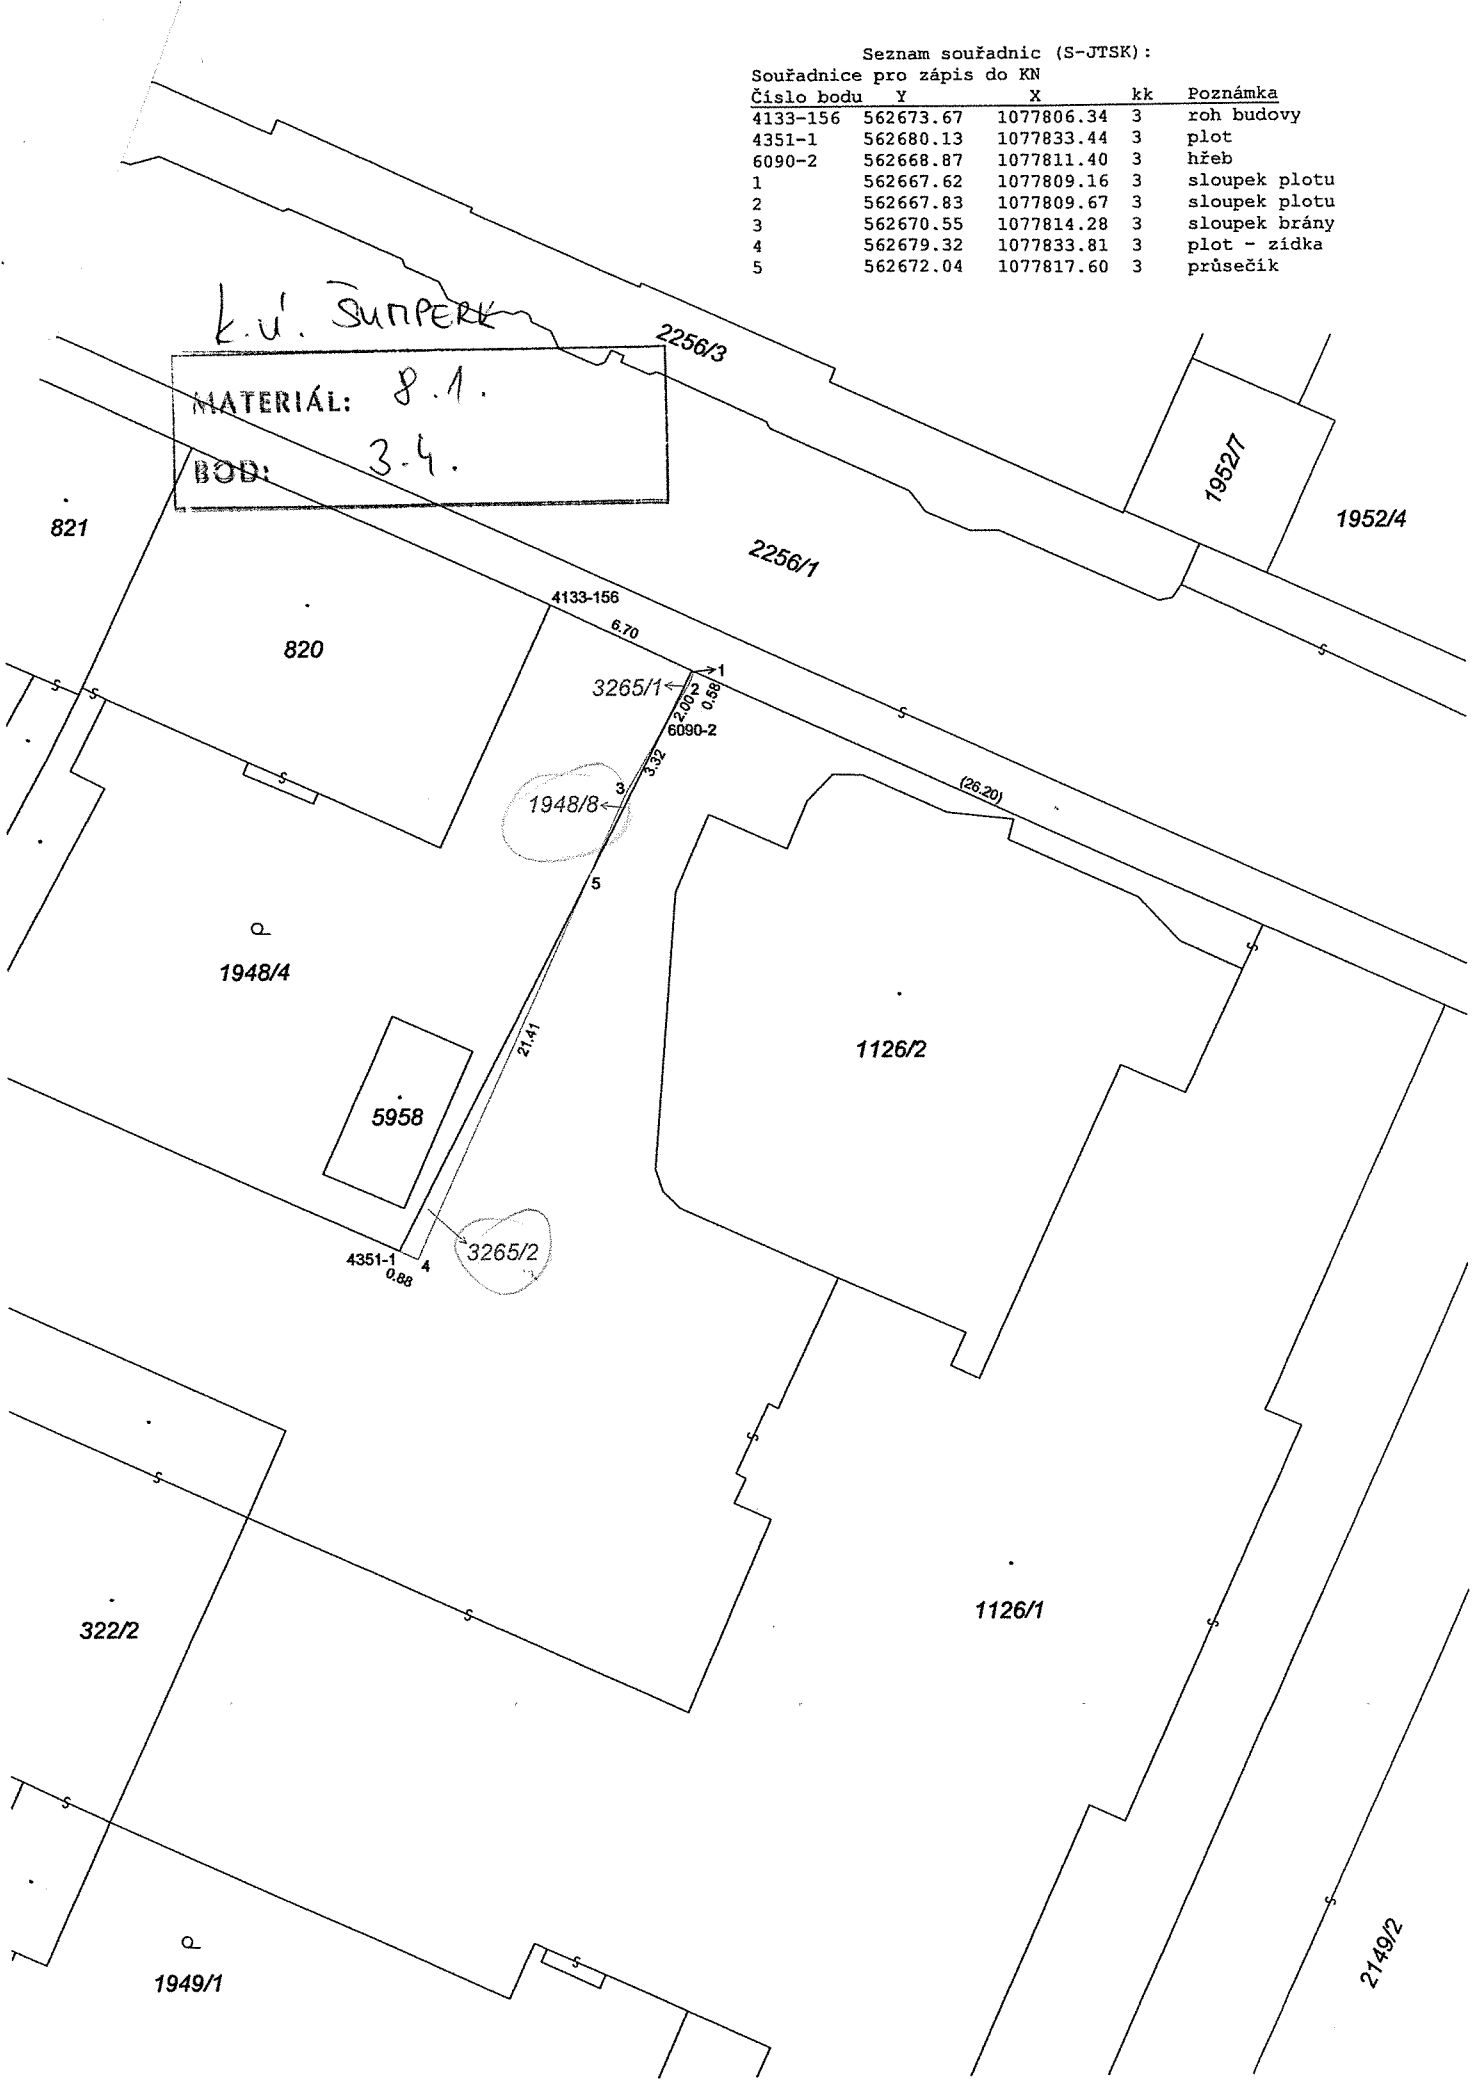 Seznam souřadnic (S-JTSK):
Souřadnice pro zápis do KN
Číslo bodu Y X kk Poznámka
4133-156 562673.67 1077806.34 3 roh budovy
4351-1 562680.13 1077833.44 3 plot
6090-2 562668.87 1077811.40 3 hřeb
1 562667.62 1077809.16 3 sloupek plotu
2 562667.83 1077809.67 3 sloupek plotu
3 562670.55 1077814.28 3 sloupek brány
4 562679.32 1077833.81 3 plot - zídka
5 562672.04 1077817.60 3 průsečík
k.ú. ŠUMPERK
MATERIÁL: 8.1.
BOD: 3.4.
2256/3
1952/7
1952/4
821
2256/1
4133-156
6.70
820
1
3265/1
2
0.58
2.00
6090-2
3.32
3
1948/8
(26.20)
5
1948/4
21.41
1126/2
5958
3265/2
4351-1
4
0.88
322/2
1126/1
1949/1
2149/2